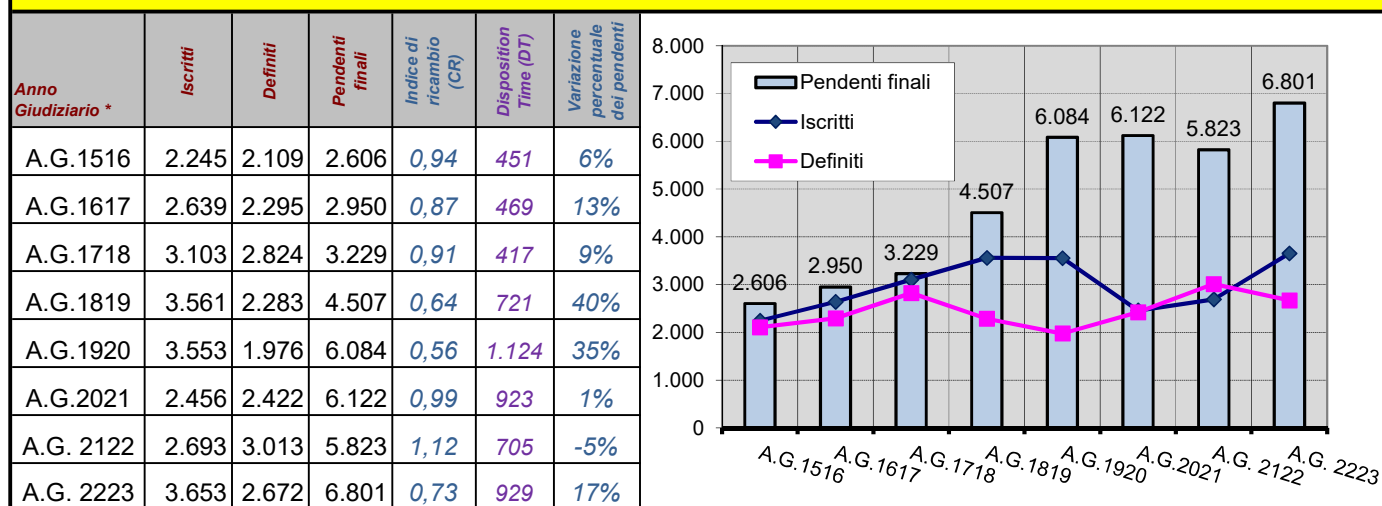 Anno Giudiziario * Iscritti Definiti Pendenti finali Indice di ricambio (CR) Disposition Time (DT) Variazione percentuale dei pendenti
A.G.1516 2.245 2.109 2.606 0,94 451 6%
A.G.1617 2.639 2.295 2.950 0,87 469 13%
A.G.1718 3.103 2.824 3.229 0,91 417 9%
A.G.1819 3.561 2.283 4.507 0,64 721 40%
A.G.1920 3.553 1.976 6.084 0,56 1.124 35%
A.G.2021 2.456 2.422 6.122 0,99 923 1%
A.G. 2122 2.693 3.013 5.823 1,12 705 -5%
A.G. 2223 3.653 2.672 6.801 0,73 929 17%
8.000
7.000
6.000
5.000
4.000
3.000
2.000
1.000
0
Pendenti finali
Iscritti
Definiti
2.606 2.950 3.229 4.507 6.084 6.122 5.823 6.801
A.G.1516 A.G.1617 A.G.1718 A.G.1819 A.G.1920 A.G.2021 A.G. 2122 A.G. 2223